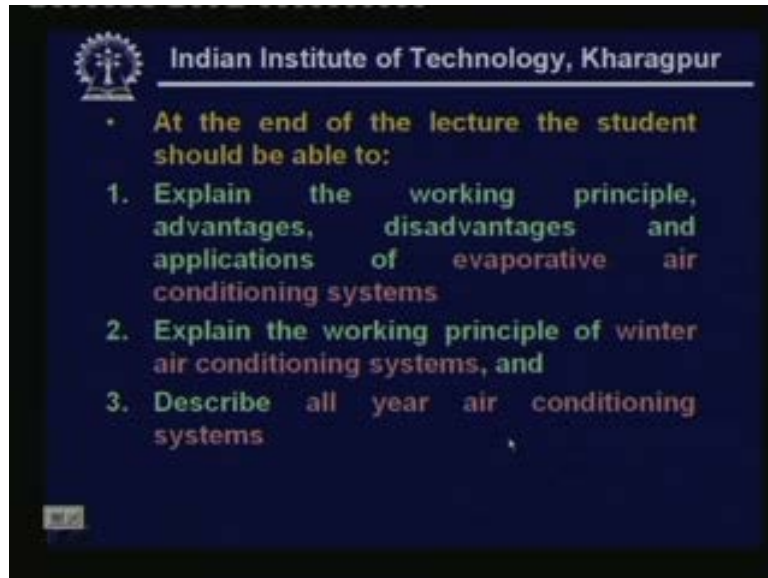 Indian Institute of Technology, Kharagpur
• At the end of the lecture the student
should be able to:
1. Explain the working principle,
advantages, disadvantages and
applications of evaporative air
conditioning systems
2. Explain the working principle of winter
air conditioning systems, and
3. Describe all year air conditioning
systems